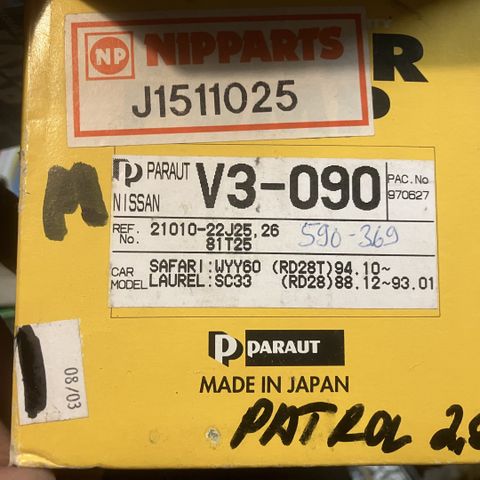 NP NIPPARTS
J1511025
M
PARAUT
NISSAN
V3-090
PAC.No
970627
REF.
No.
21010-22J25,26
81T25
590-369
CAR
MODEL
SAFARI:WYY60 (RD28T)94.10~
LAUREL:SC33 (RD28)88.12~93.01
PARAUT
MADE IN JAPAN
08/03
PATROL 2,8